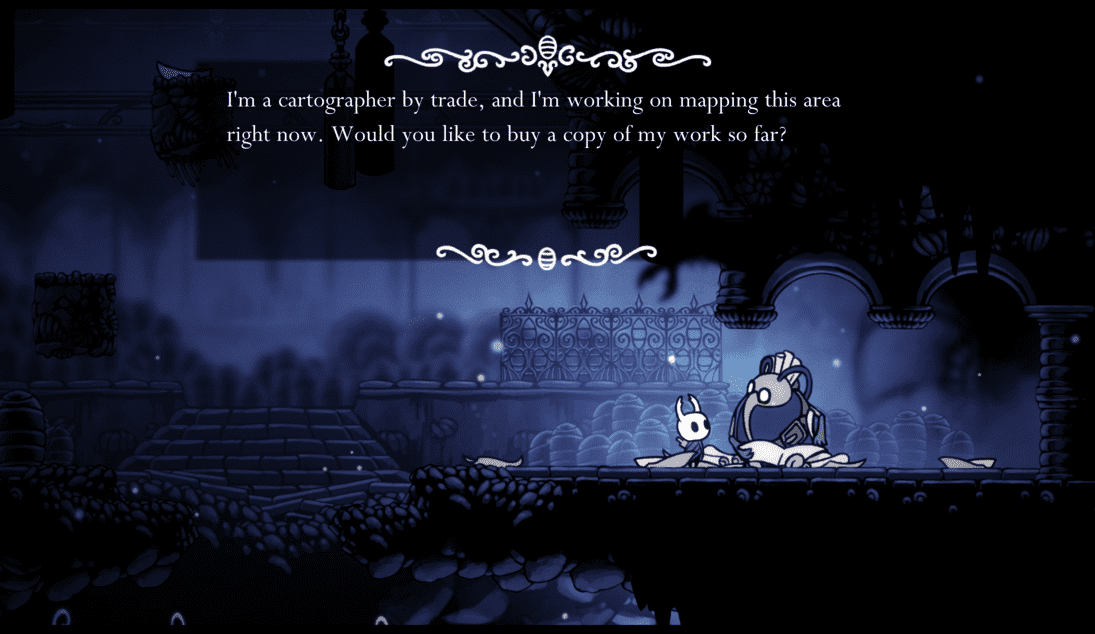 I'm a cartographer by trade, and I'm working on mapping this area
right now. Would you like to buy a copy of my work so far?